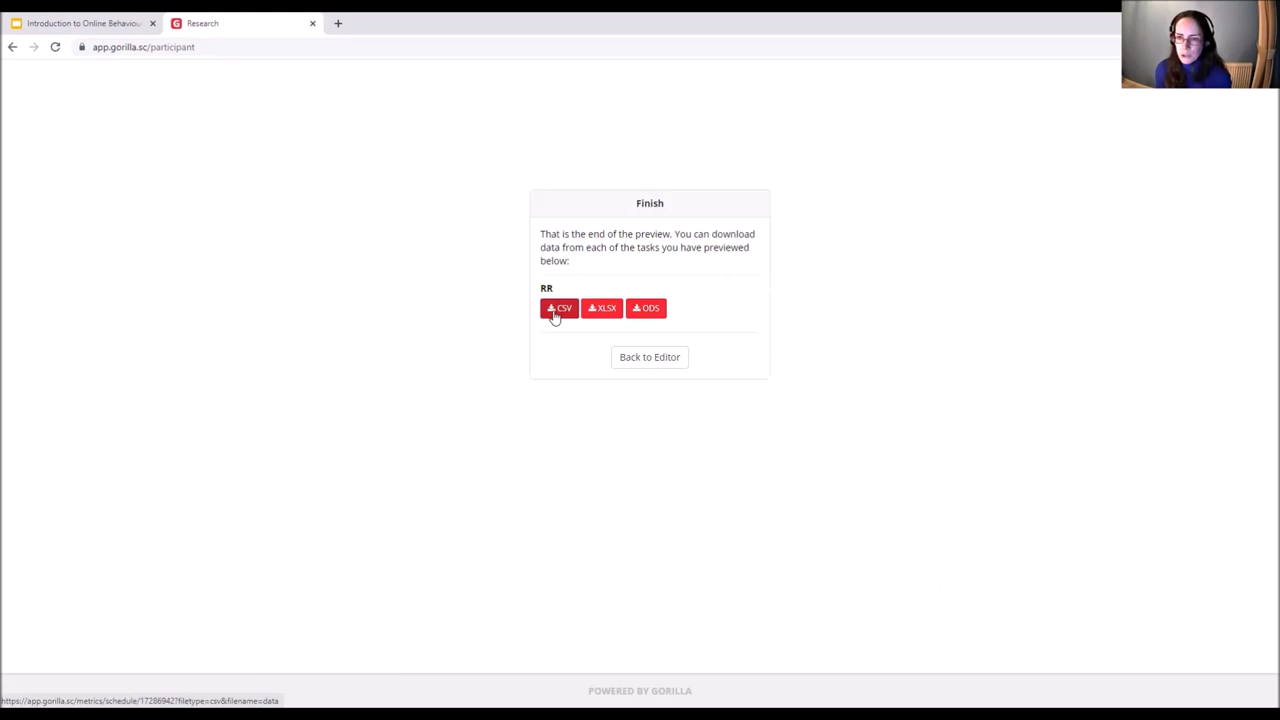 Introduction to Online Behaviou
Research
app.gorilla.sc/participant
Finish
That is the end of the preview. You can download
data from each of the tasks you have previewed
below:
RR
CSV XLSX ODS
Back to Editor
POWERED BY GORILLA
https://app.gorilla.sc/metrics/schedule/17286942?filetype=csv&filename=data